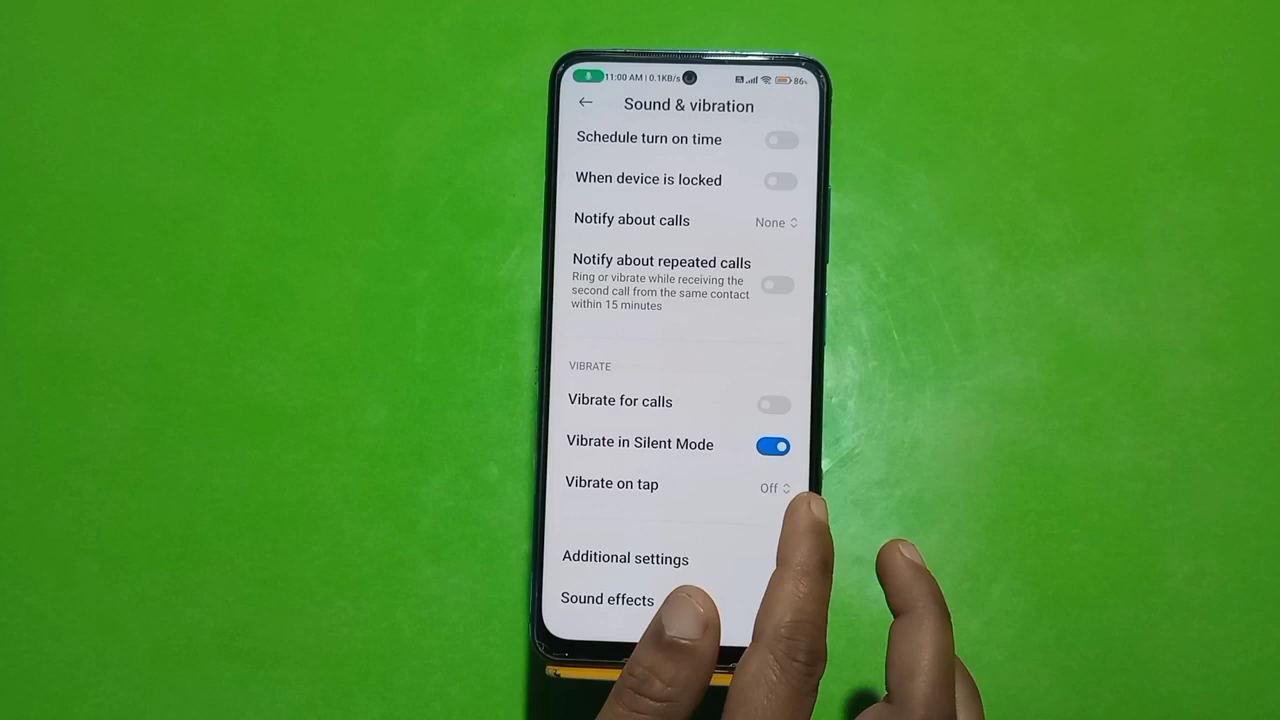 11:00 AM | 0.1KB/s 86%
Sound & vibration
Schedule turn on time
When device is locked
Notify about calls None
Notify about repeated calls
Ring or vibrate while receiving the
second call from the same contact
within 15 minutes
VIBRATE
Vibrate for calls
Vibrate in Silent Mode
Vibrate on tap Off
Additional settings
Sound effects